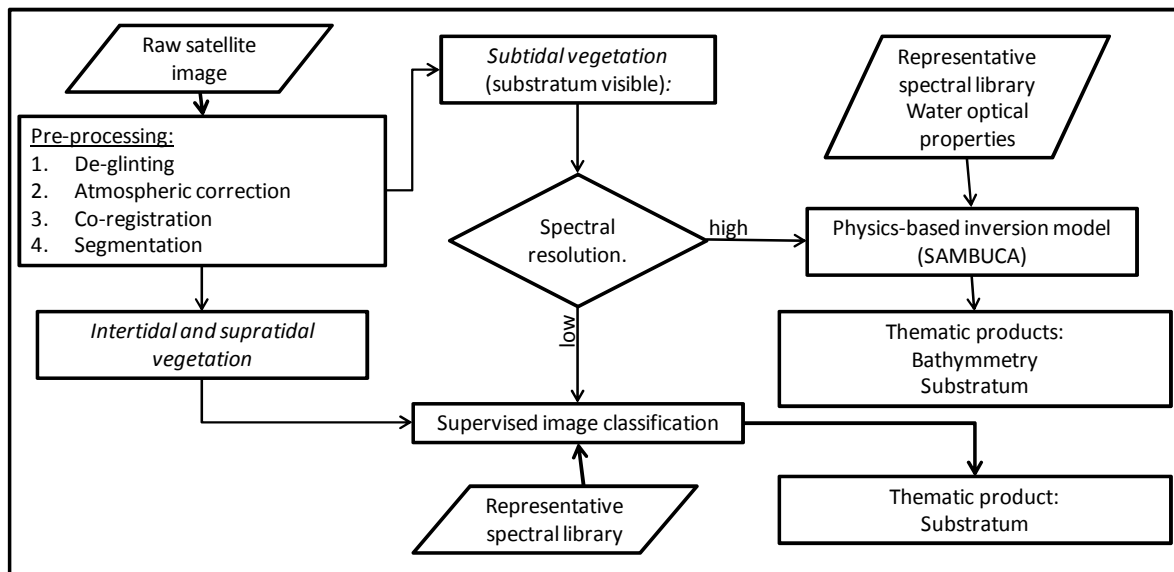 Raw satellite
image
Pre-processing:
1. De-glinting
2. Atmospheric correction
3. Co-registration
4. Segmentation
Intertidal and supratidal
vegetation
Subtidal vegetation
(substratum visible):
Spectral
resolution.
high
low
Representative
spectral library
Water optical
properties
Physics-based inversion model
(SAMBUCA)
Thematic products:
Bathymmetry
Substratum
Supervised image classification
Representative
spectral library
Thematic product:
Substratum